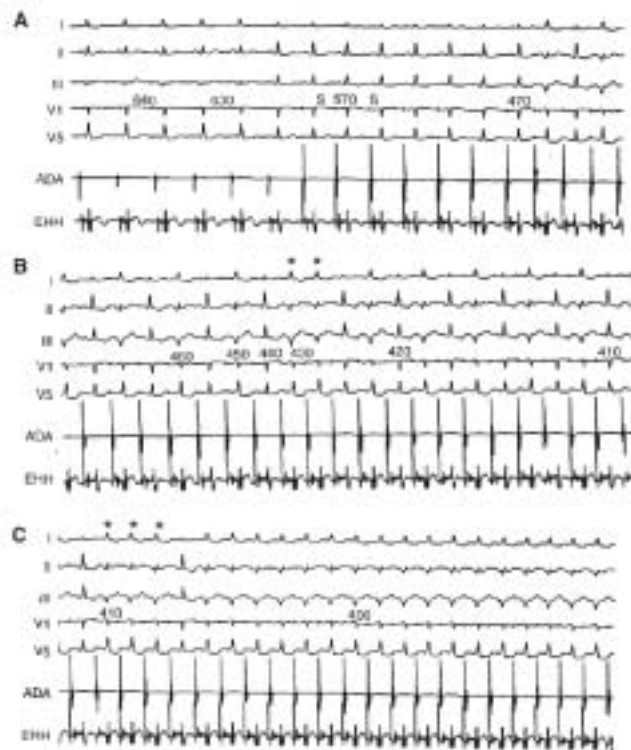 A
I
II
III
640 630 S 570 S 470
V1
V5
ADA
EHH
B
* *
I
II
III
460 450 440 430 420 410
V1
V5
ADA
EHH
C
* * *
I
II
III
410 400
V1
V5
ADA
EHH